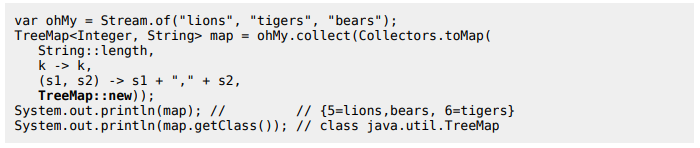 var ohMy = Stream.of("lions", "tigers", "bears");
TreeMap<Integer, String> map = ohMy.collect(Collectors.toMap(
   String::length,
   k -> k,
   (s1, s2) -> s1 + "," + s2,
   TreeMap::new));
System.out.println(map); //         // {5=lions,bears, 6=tigers}
System.out.println(map.getClass()); // class java.util.TreeMap